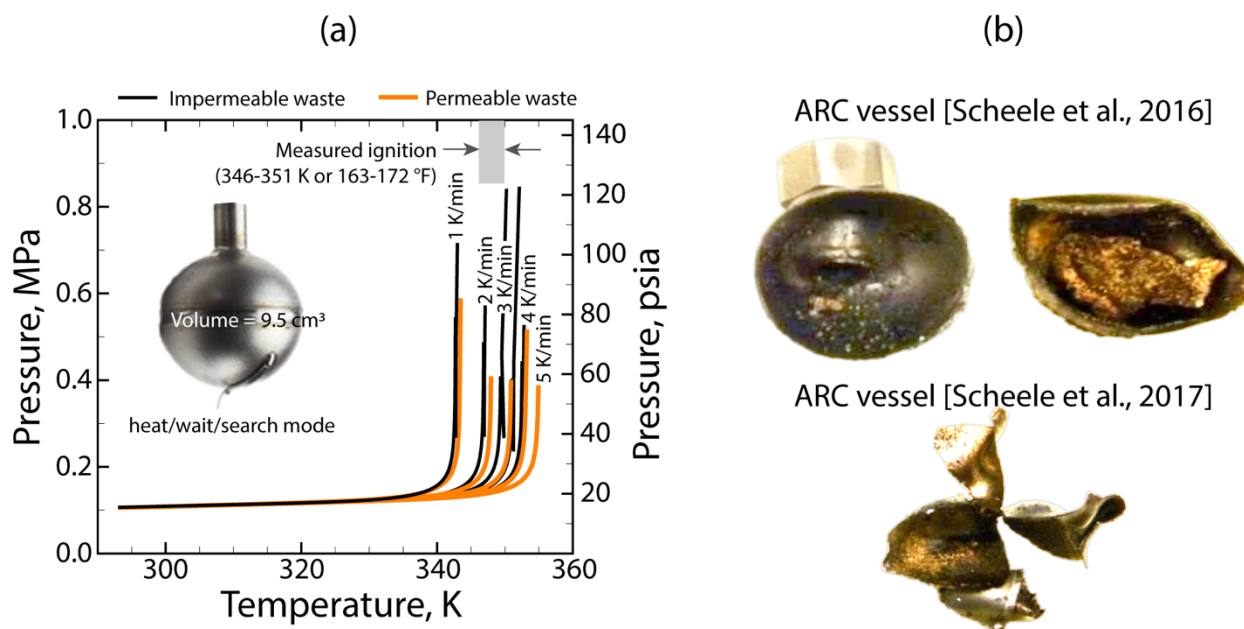 (a)
Impermeable waste
Permeable waste
1.0
0.8
0.6
0.4
0.2
0.0
Pressure, MPa
Measured ignition
(346-351 K or 163-172 °F)
Volume = 9.5 cm³
heat/wait/search mode
1 K/min
2 K/min
3 K/min
4 K/min
5 K/min
140
120
100
80
60
40
20
Pressure, psia
300
320
340
360
Temperature, K
(b)
ARC vessel [Scheele et al., 2016]
ARC vessel [Scheele et al., 2017]